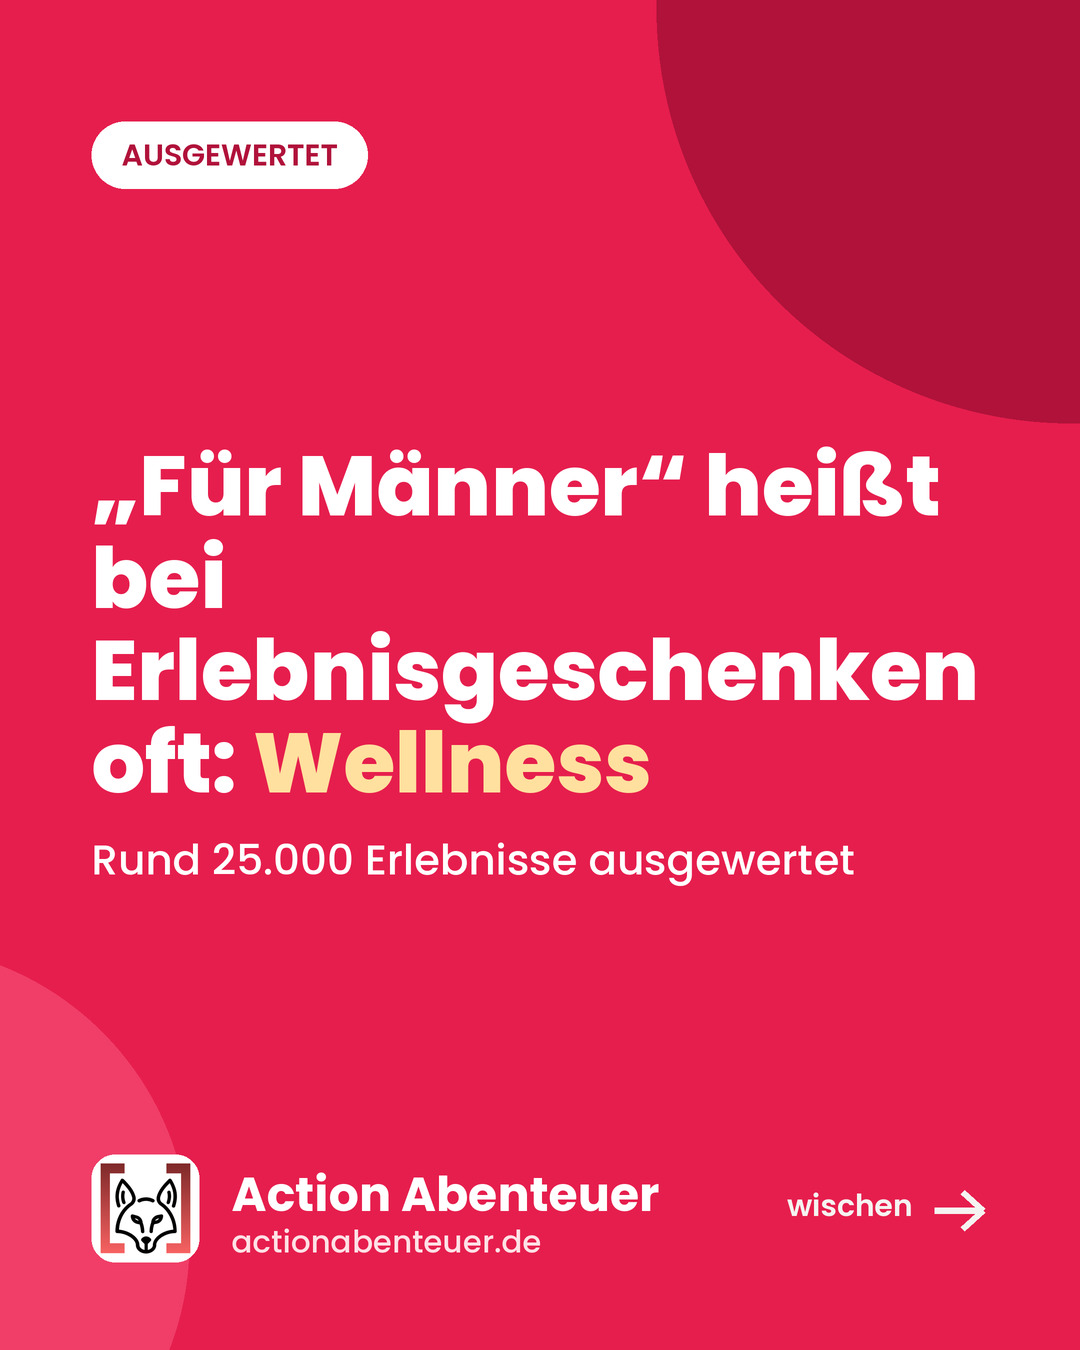 AUSGEWERTET
„Für Männer“ heißt
bei
Erlebnisgeschenken
oft: Wellness
Rund 25.000 Erlebnisse ausgewertet
Action Abenteuer
actionabenteuer.de
wischen